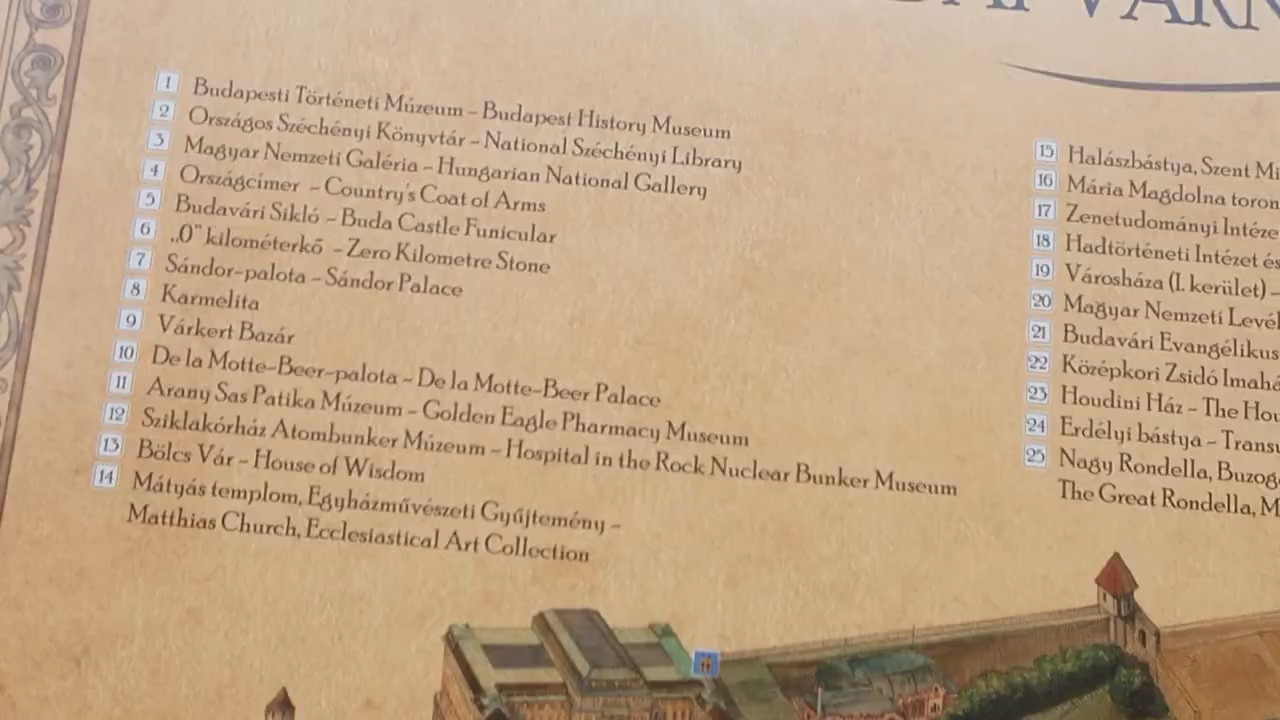 1 Budapesti Történeti Múzeum – Budapest History Museum
2 Országos Széchényi Könyvtár – National Széchényi Library
3 Magyar Nemzeti Galéria – Hungarian National Gallery
4 Országcímer – Country's Coat of Arms
5 Budavári Sikló – Buda Castle Funicular
6 „0" kilométerkő – Zero Kilometre Stone
7 Sándor-palota – Sándor Palace
8 Karmelita
9 Várkert Bazár
10 De la Motte-Beer-palota – De la Motte-Beer Palace
11 Arany Sas Patika Múzeum – Golden Eagle Pharmacy Museum
12 Sziklakórház Atombunker Múzeum – Hospital in the Rock Nuclear Bunker Museum
13 Bölcs Vár – House of Wisdom
14 Mátyás templom, Egyházművészeti Gyűjtemény –
Matthias Church, Ecclesiastical Art Collection
15 Halászbástya, Szent
16 Mária Magdolna
17 Zenetudományi
18 Hadtörténeti Intézet és
19 Városháza (I. kerület) –
20 Magyar Nemzeti
21 Budavári Evangélikus
22 Középkori Zsidó
23 Houdini Ház – The
24 Erdélyi bástya –
25 Nagy Rondella,
The Great Rondella,